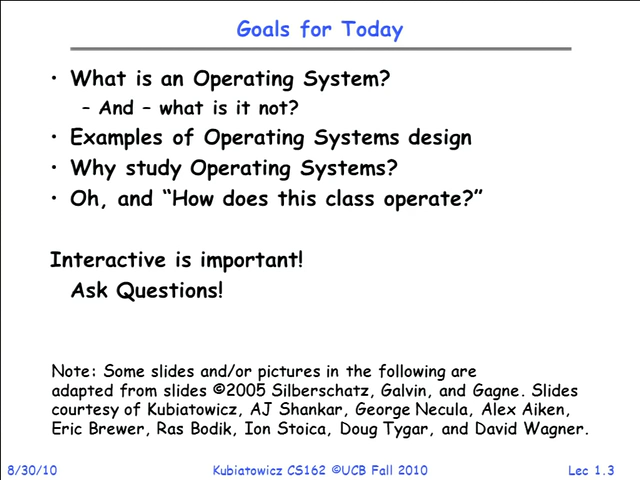 Goals for Today
• What is an Operating System?
– And – what is it not?
• Examples of Operating Systems design
• Why study Operating Systems?
• Oh, and “How does this class operate?”
Interactive is important!
Ask Questions!
Note: Some slides and/or pictures in the following are
adapted from slides ©2005 Silberschatz, Galvin, and Gagne. Slides
courtesy of Kubiatowicz, AJ Shankar, George Necula, Alex Aiken,
Eric Brewer, Ras Bodik, Ion Stoica, Doug Tygar, and David Wagner.
8/30/10 Kubiatowicz CS162 ©UCB Fall 2010 Lec 1.3